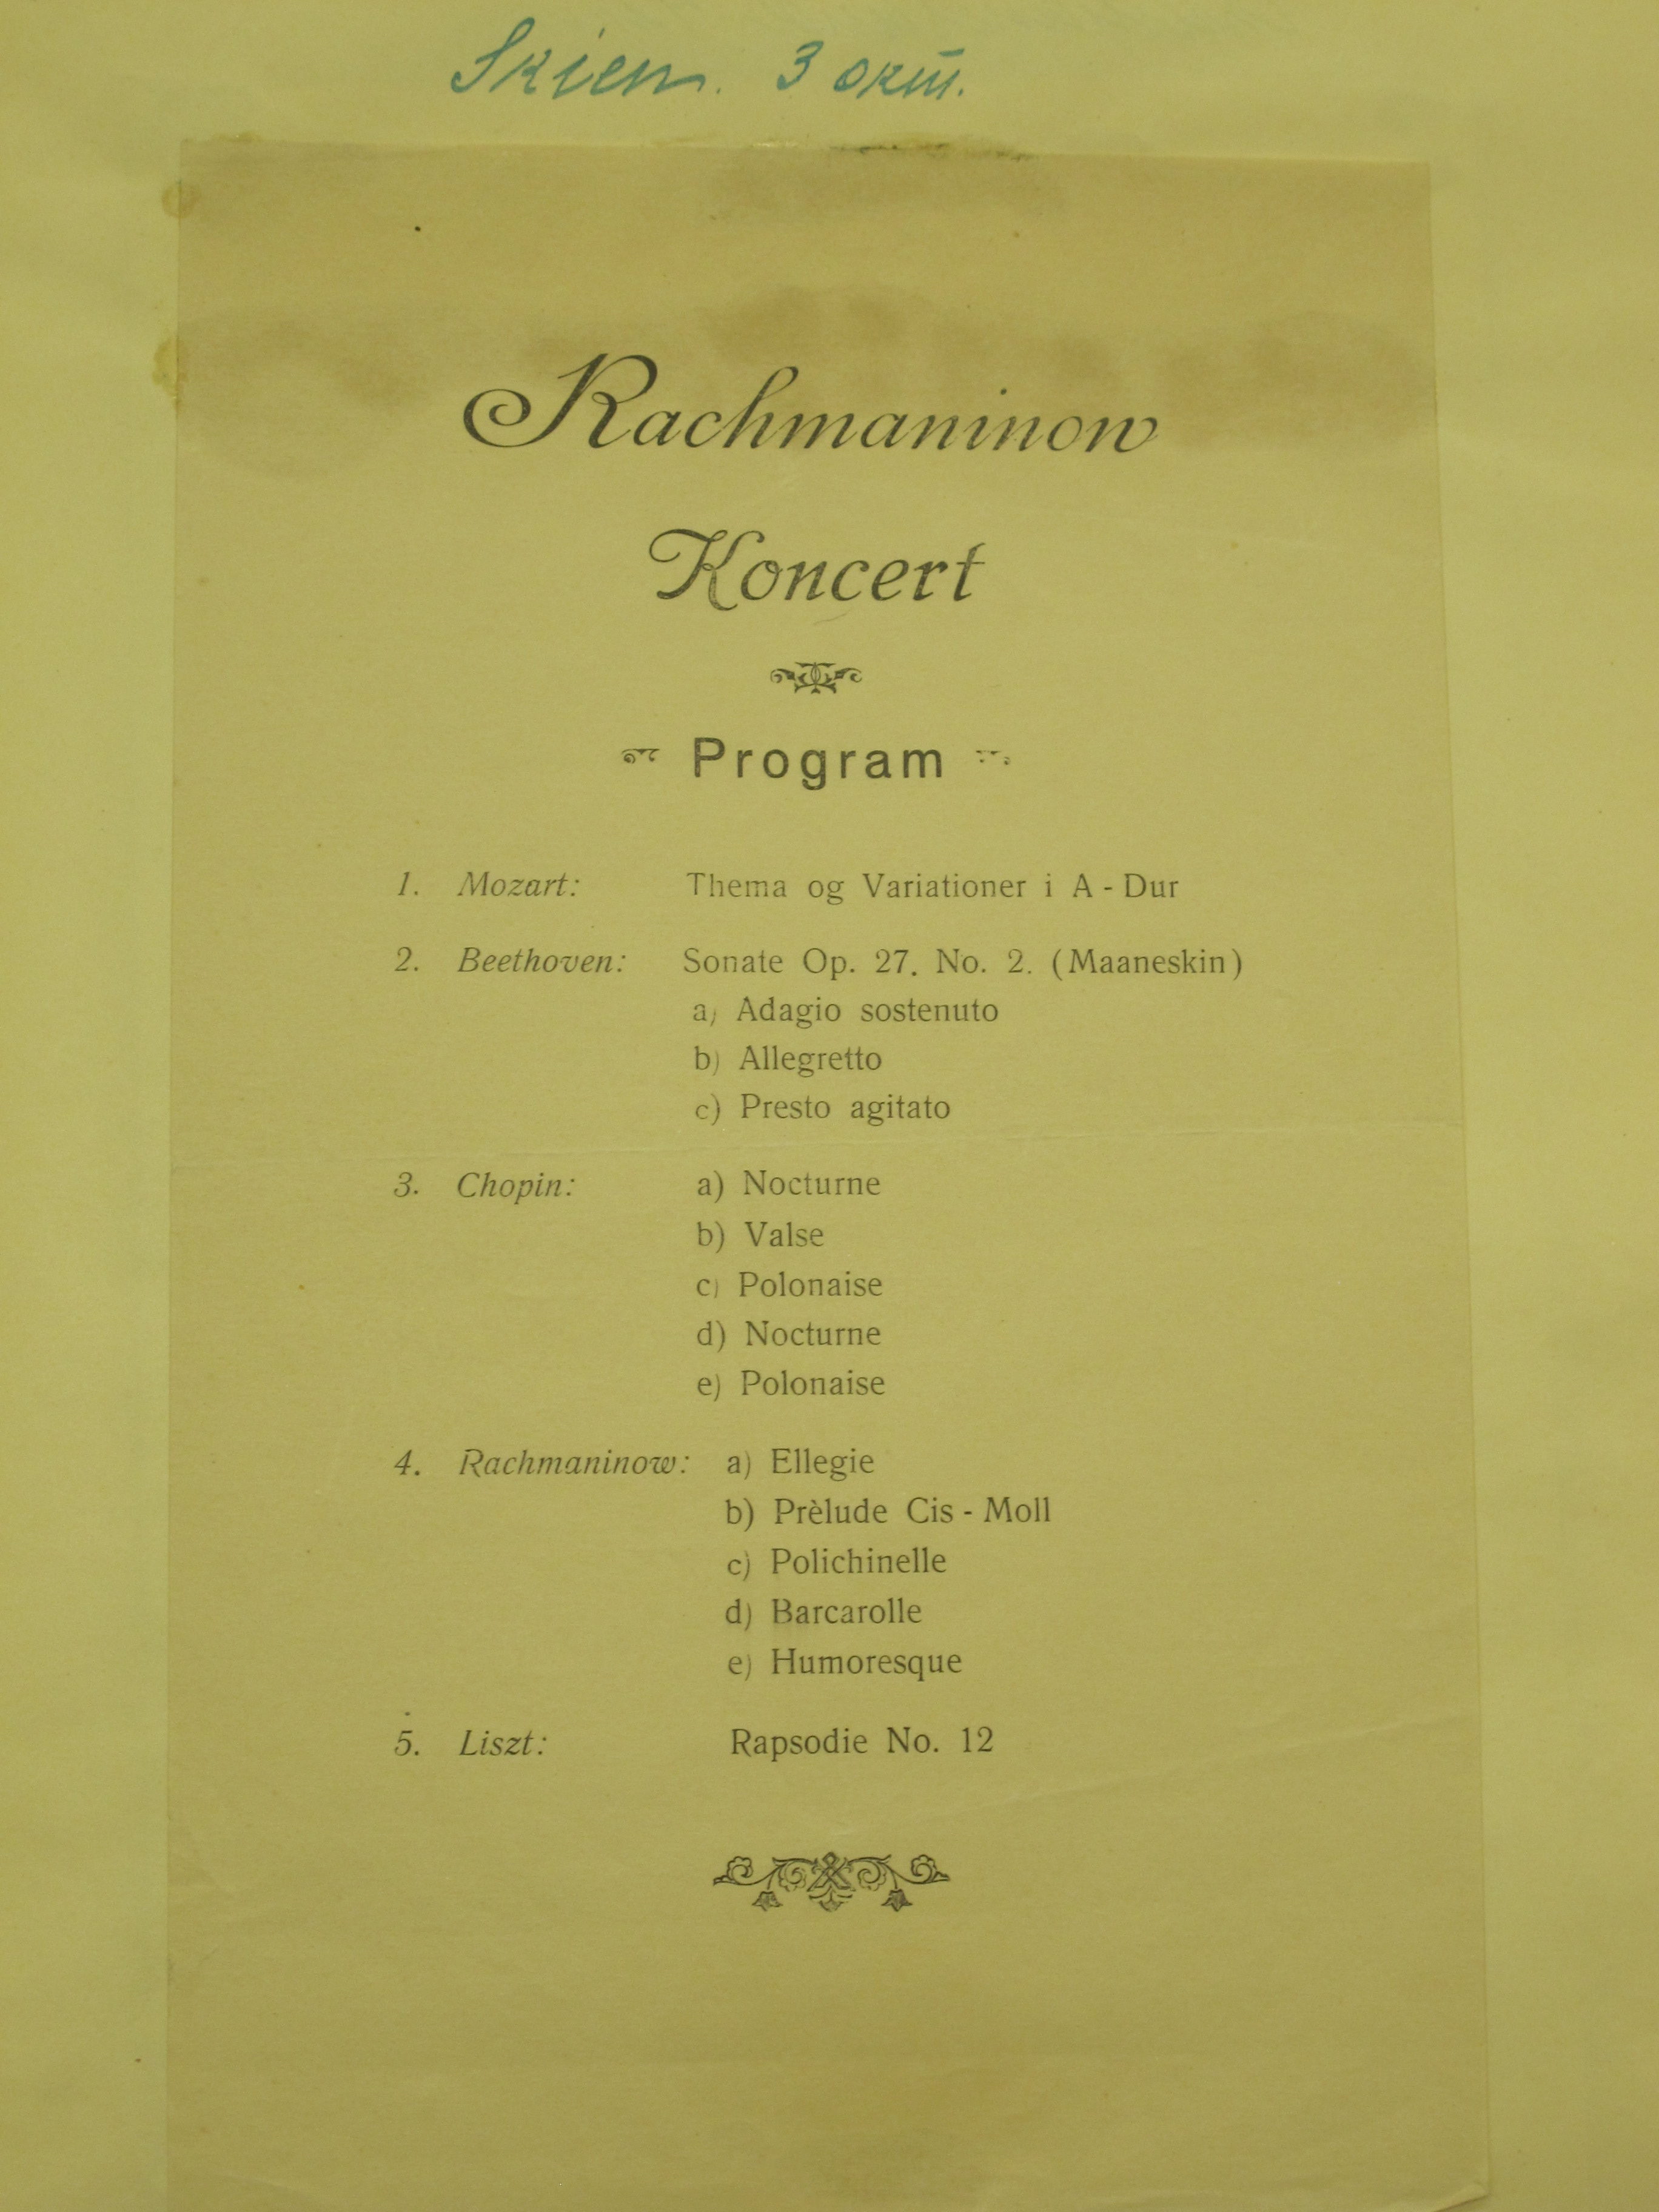 Skien. 3 okt.
Rachmaninow
Koncert
Program
1. Mozart: Thema og Variationer i A - Dur
2. Beethoven: Sonate Op. 27. No. 2. (Maaneskin)
a) Adagio sostenuto
b) Allegretto
c) Presto agitato
3. Chopin: a) Nocturne
b) Valse
c) Polonaise
d) Nocturne
e) Polonaise
4. Rachmaninow: a) Ellegie
b) Prèlude Cis - Moll
c) Polichinelle
d) Barcarolle
e) Humoresque
5. Liszt: Rapsodie No. 12